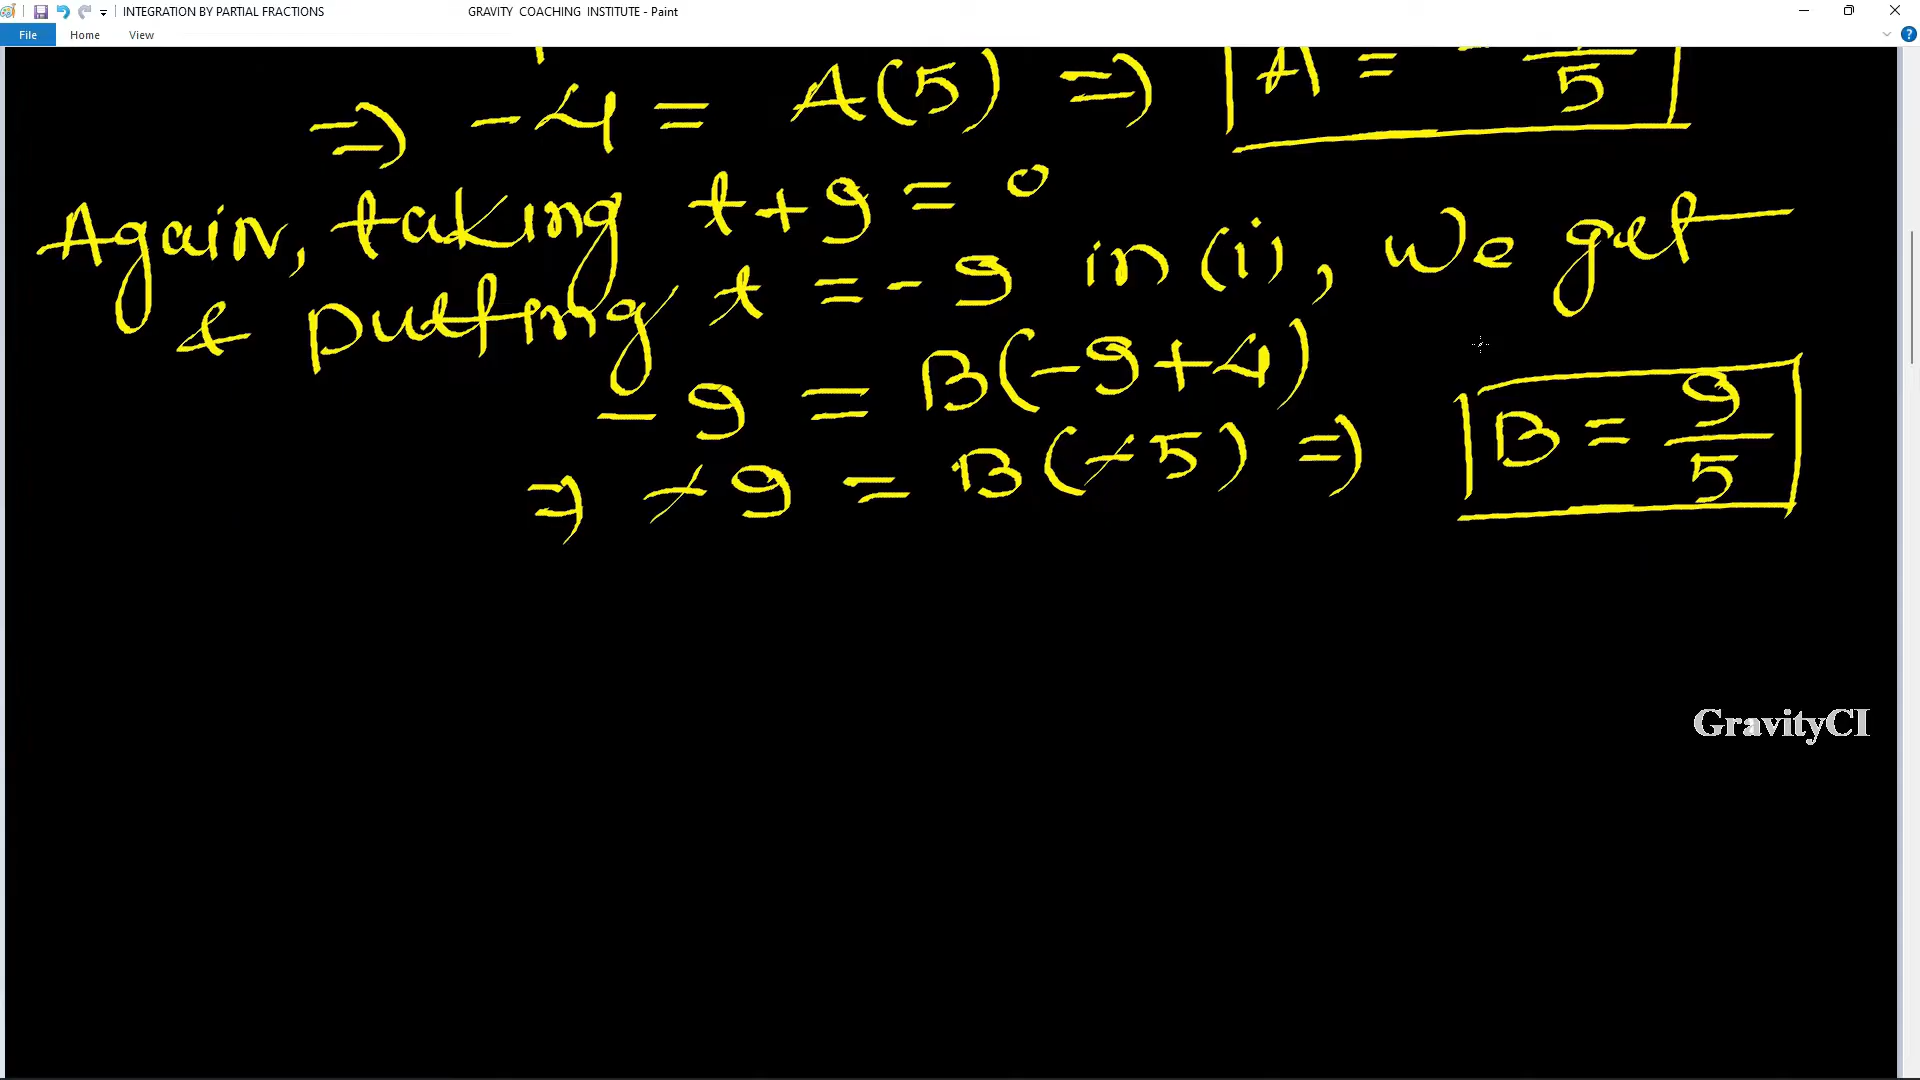 INTEGRATION BY PARTIAL FRACTIONS GRAVITY COACHING INSTITUTE - Paint
File Home View
=> -4 = A(5) => A = - /5
Again, taking t+9 = 0
& putting t = -9 in (i), we get
-9 = B(-9+4)
=> -9 = B(-5) => B = 9/5
GravityCI